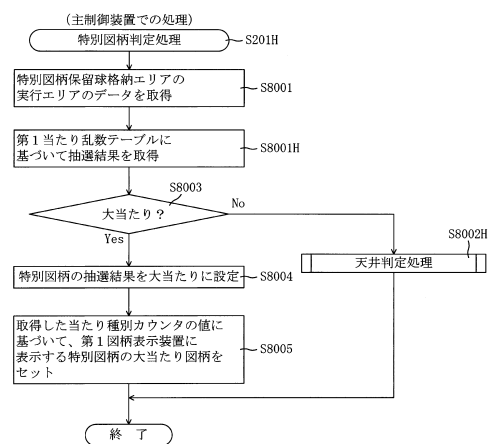 (主制御装置での処理)
特別図柄判定処理
S201H
特別図柄保留球格納エリアの
実行エリアのデータを取得
S8001
第1当たり乱数テーブルに
基づいて抽選結果を取得
S8001H
S8003
大当たり?
No
Yes
S8002H
天井判定処理
特別図柄の抽選結果を大当たりに設定
S8004
取得した当たり種別カウンタの値に
基づいて、第1図柄表示装置に
表示する特別図柄の大当たり図柄を
セット
S8005
終 了